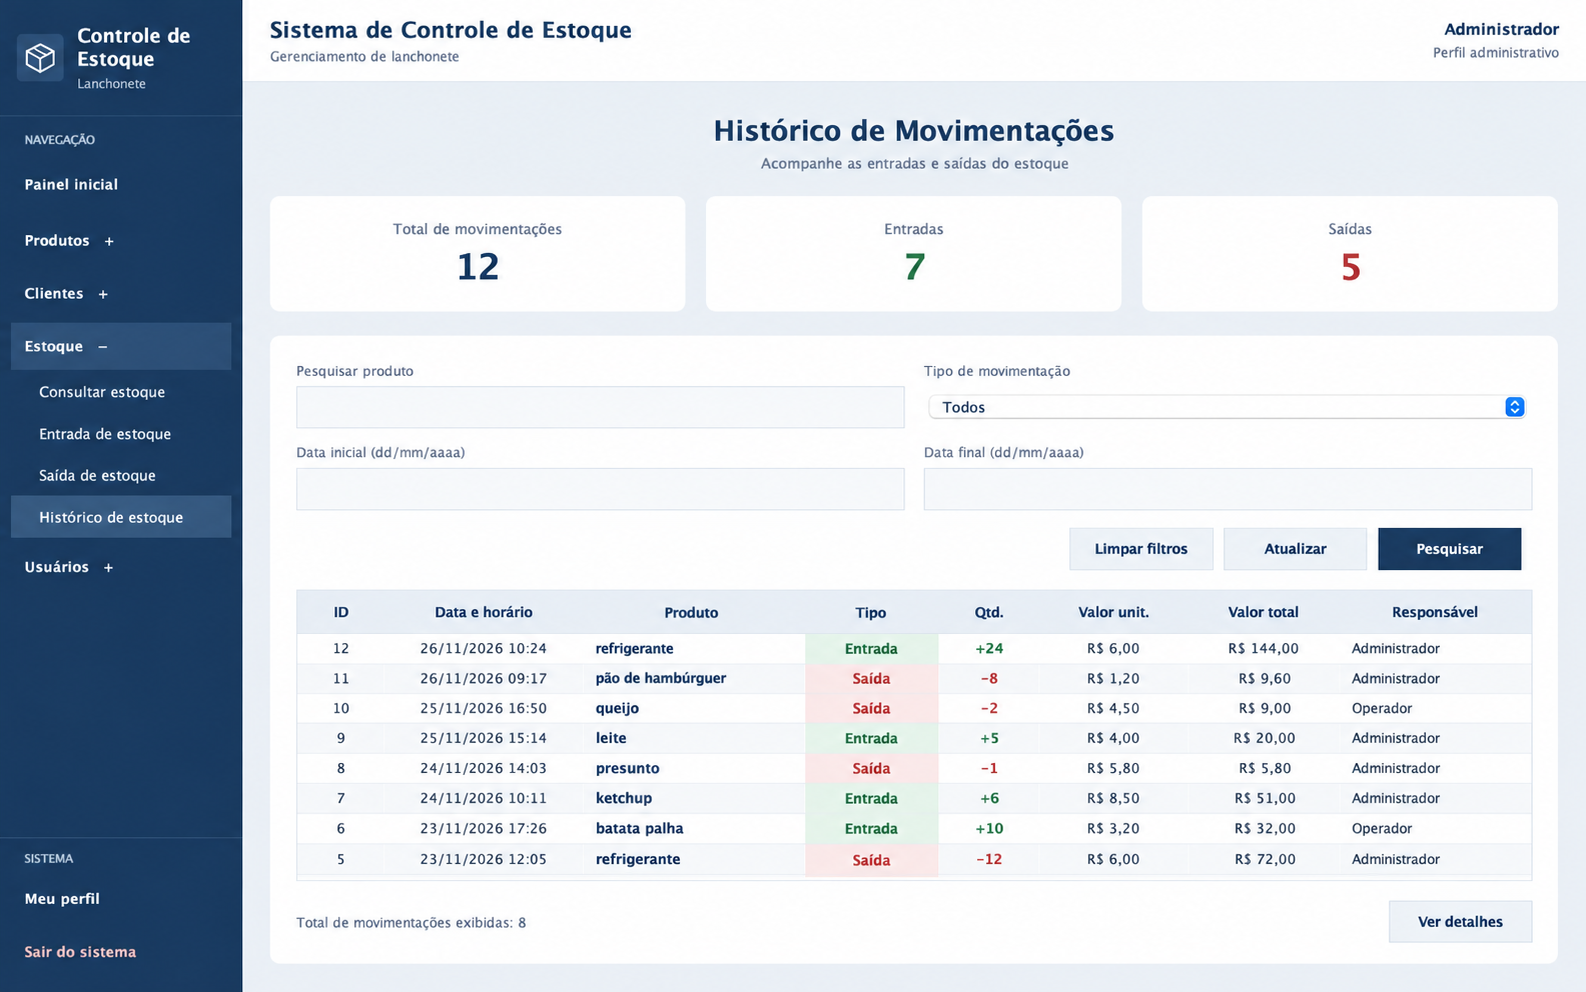 Controle de
Estoque
Lanchonete
NAVEGAÇÃO
Painel inicial
Produtos +
Clientes +
Estoque −
Consultar estoque
Entrada de estoque
Saída de estoque
Histórico de estoque
Usuários +
SISTEMA
Meu perfil
Sair do sistema
Sistema de Controle de Estoque
Gerenciamento de lanchonete
Administrador
Perfil administrativo
Histórico de Movimentações
Acompanhe as entradas e saídas do estoque
Total de movimentações
12
Entradas
7
Saídas
5
Pesquisar produto
Tipo de movimentação
Todos
Data inicial (dd/mm/aaaa)
Data final (dd/mm/aaaa)
Limpar filtros Atualizar Pesquisar
ID Data e horário Produto Tipo Qtd. Valor unit. Valor total Responsável
12 26/11/2026 10:24 refrigerante Entrada +24 R$ 6,00 R$ 144,00 Administrador
11 26/11/2026 09:17 pão de hambúrguer Saída -8 R$ 1,20 R$ 9,60 Administrador
10 25/11/2026 16:50 queijo Saída -2 R$ 4,50 R$ 9,00 Operador
9 25/11/2026 15:14 leite Entrada +5 R$ 4,00 R$ 20,00 Administrador
8 24/11/2026 14:03 presunto Saída -1 R$ 5,80 R$ 5,80 Administrador
7 24/11/2026 10:11 ketchup Entrada +6 R$ 8,50 R$ 51,00 Administrador
6 23/11/2026 17:26 batata palha Entrada +10 R$ 3,20 R$ 32,00 Operador
5 23/11/2026 12:05 refrigerante Saída -12 R$ 6,00 R$ 72,00 Administrador
Total de movimentações exibidas: 8
Ver detalhes